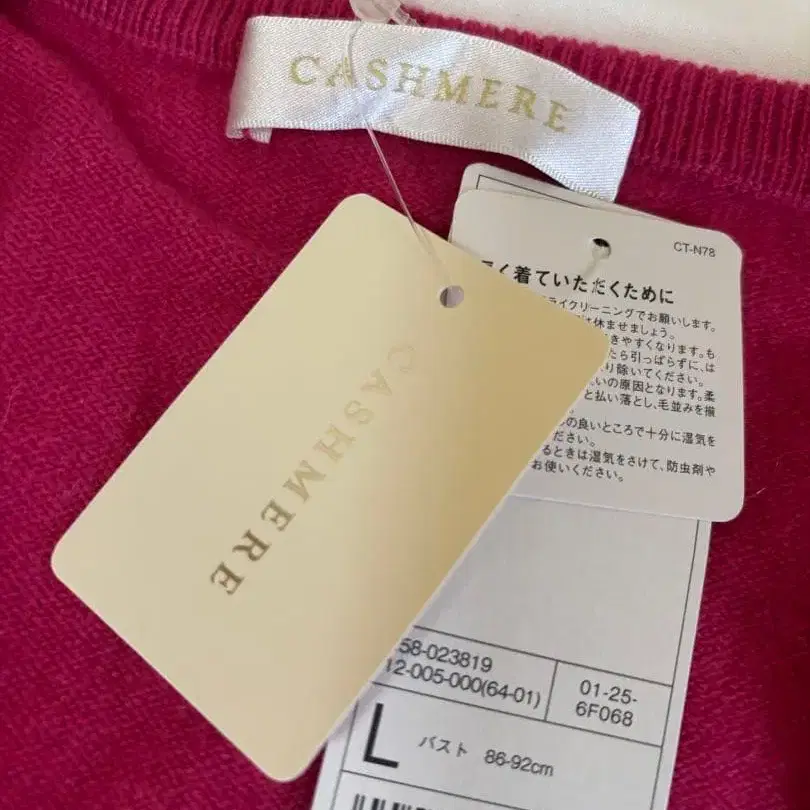 CASHMERE
CASHMERE
CT-N78
く着ていただくために
ライクリーニングでお願いします。
は休ませましょう。
きやすくなります。も
たら引っぱらずに、は
り除いてください。
いの原因となります。柔
と払い落とし、毛並みを揃
の良いところで十分に湿気を
ださい。
るときは湿気をさけて、防虫剤や
お使いください。
58-023819
12-005-000(64-01)
01-25-
6F068
L バスト 86-92cm